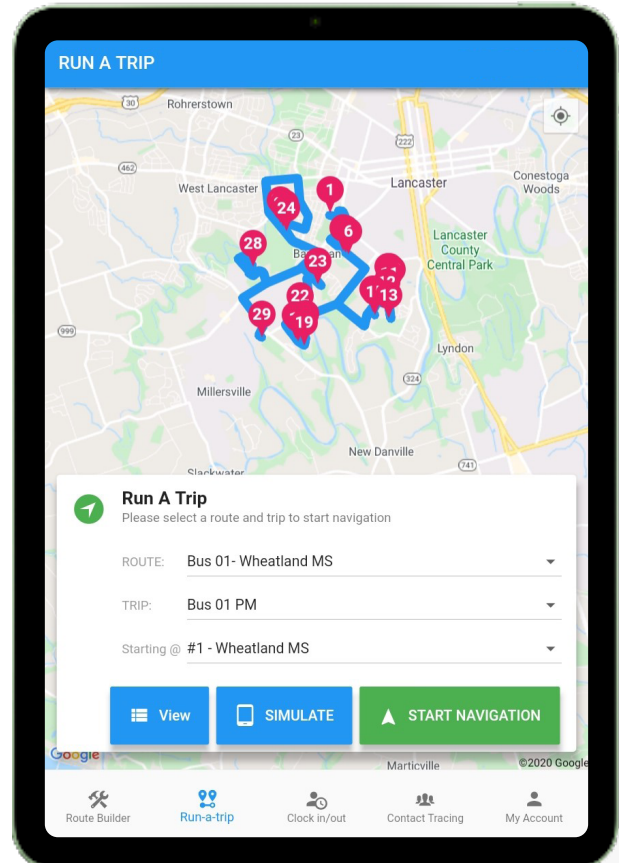 RUN A TRIP
30
Rohrerstown
23
222
462
Conestoga
Woods
West Lancaster
Lancaster
1
24
6
Lancaster
County
Central Park
28
23
22
13
29
19
999
Lyndon
324
Millersville
New Danville
741
Slackwater
Run A Trip
Please select a route and trip to start navigation
ROUTE: Bus 01- Wheatland MS
TRIP: Bus 01 PM
Starting @ #1 - Wheatland MS
View SIMULATE START NAVIGATION
Google
Marticville
©2020 Google
Route Builder Run-a-trip Clock in/out Contact Tracing My Account